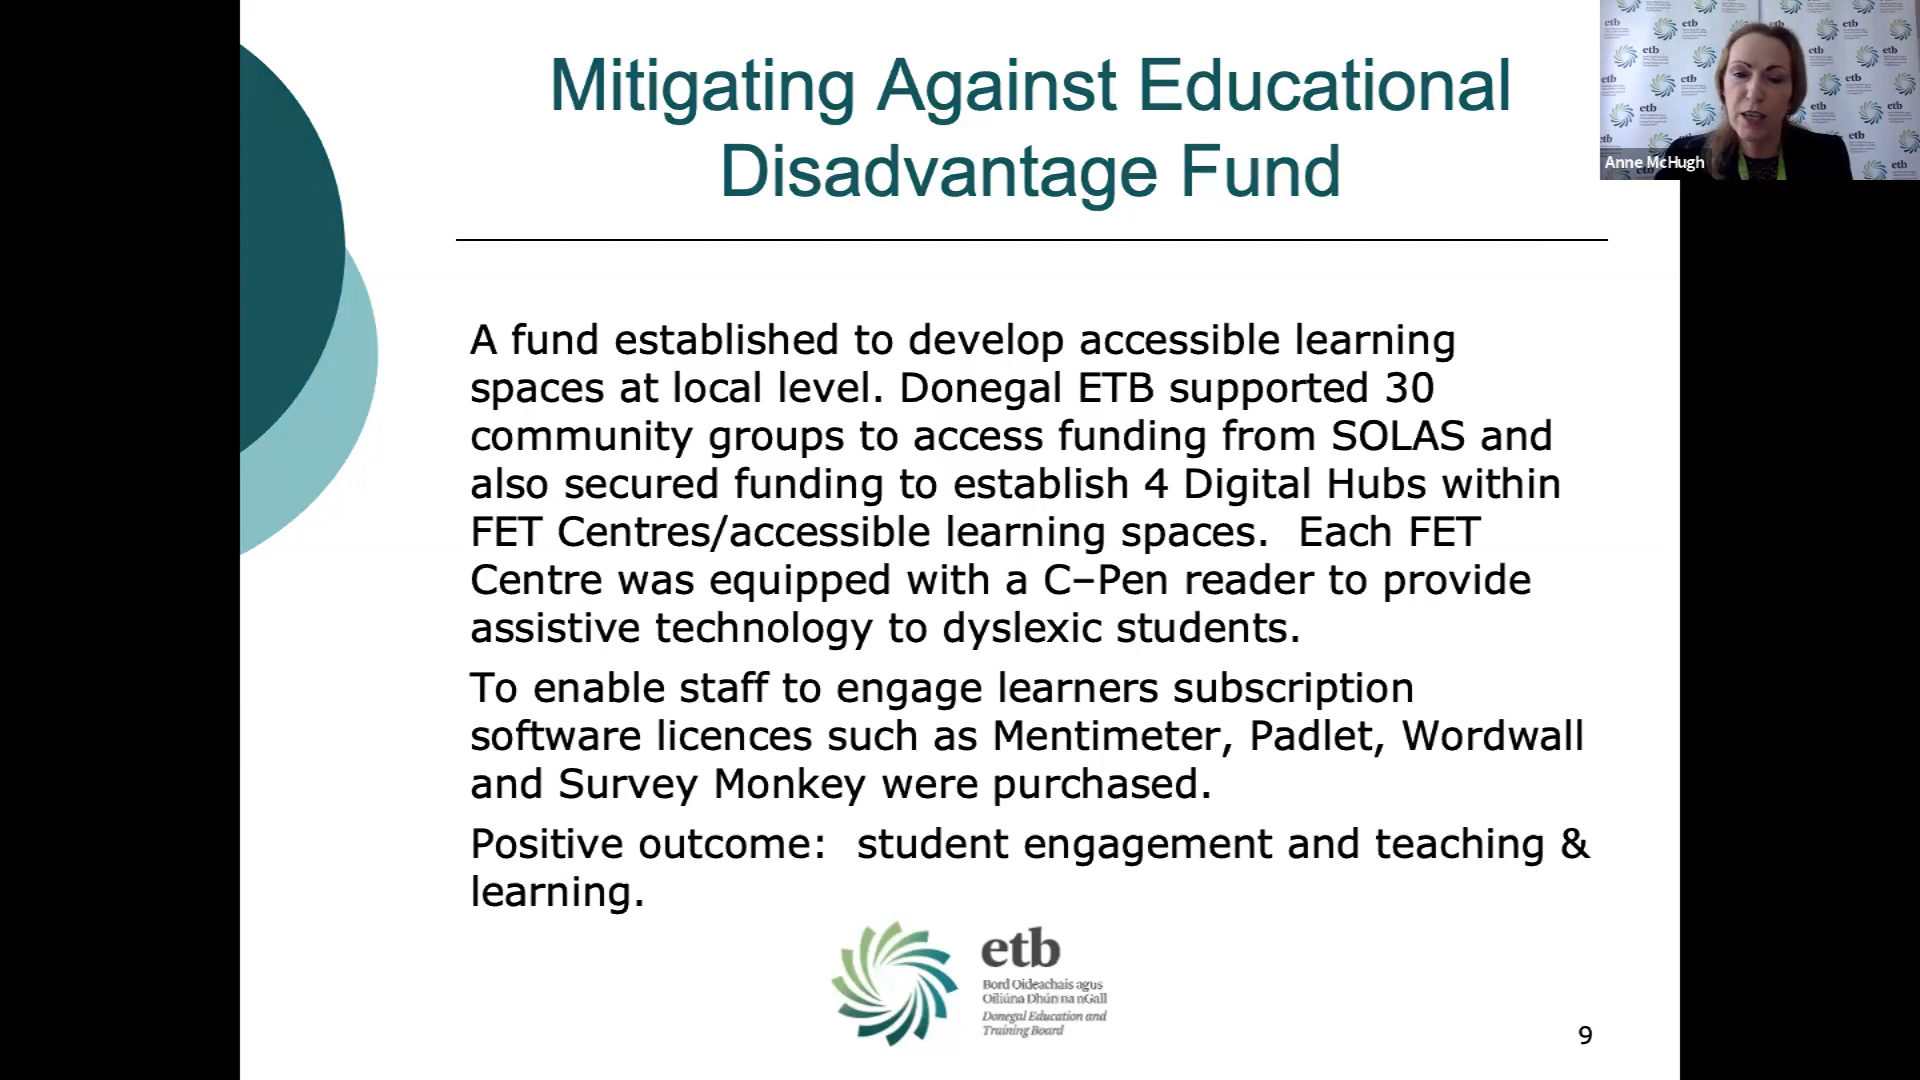 Mitigating Against Educational
Disadvantage Fund
Anne McHugh
A fund established to develop accessible learning
spaces at local level. Donegal ETB supported 30
community groups to access funding from SOLAS and
also secured funding to establish 4 Digital Hubs within
FET Centres/accessible learning spaces.  Each FET
Centre was equipped with a C–Pen reader to provide
assistive technology to dyslexic students.
To enable staff to engage learners subscription
software licences such as Mentimeter, Padlet, Wordwall
and Survey Monkey were purchased.
Positive outcome:  student engagement and teaching &
learning.
etb
Bord Oideachais agus
Oiliúna Dhún na nGall
Donegal Education and
Training Board
9